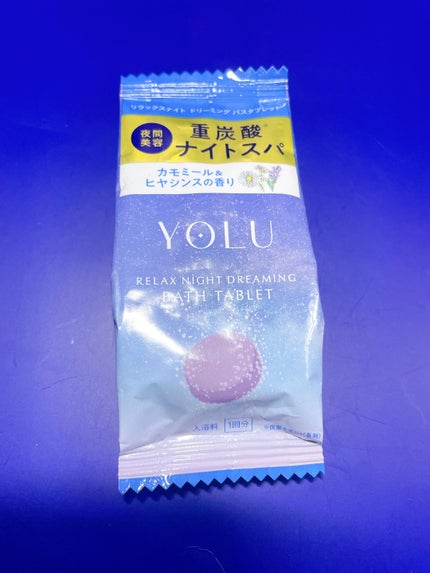 リラックスナイト ドリーミング バスタブレット
夜間
美容
重炭酸※
ナイトスパ
カモミール&
ヒヤシンスの香り
YOLU
RELAX NIGHT DREAMING
BATH TABLET
入浴料 1回分